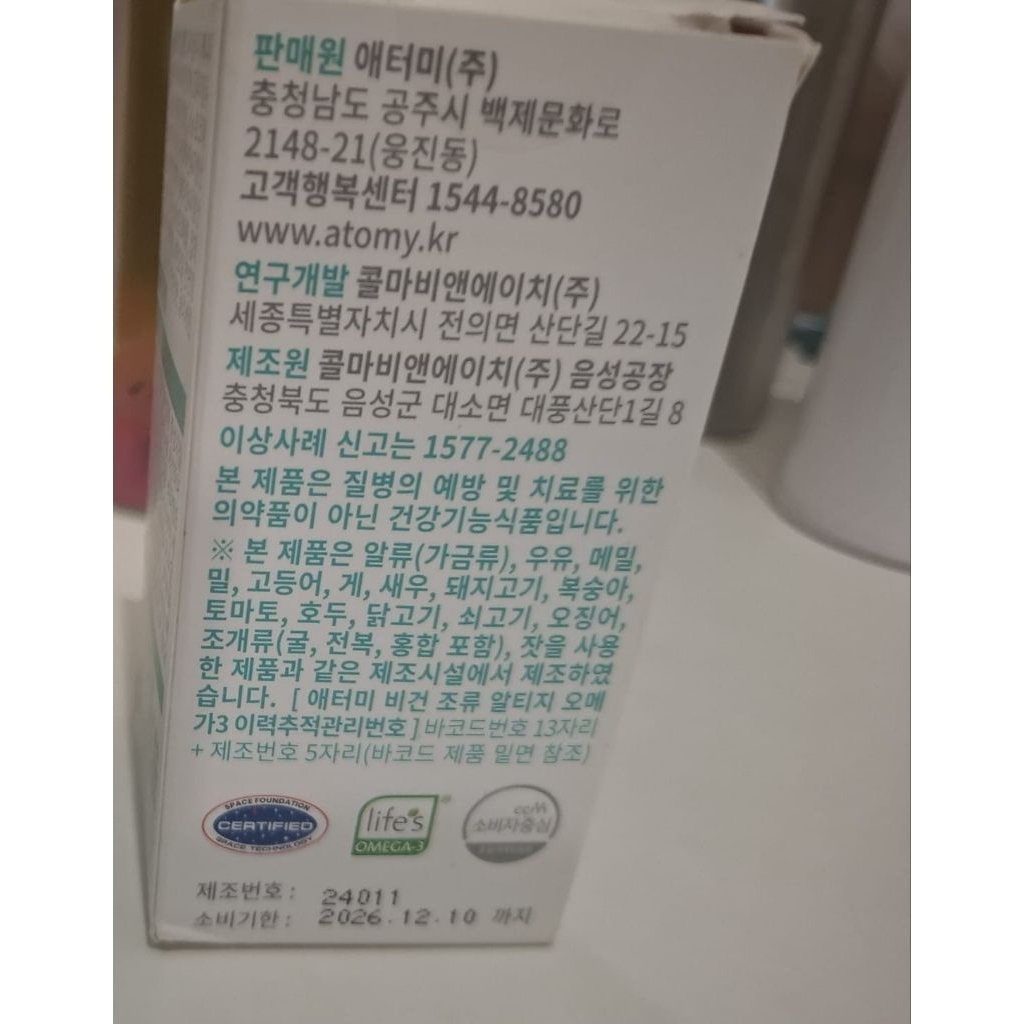 판매원 애터미(주)
충청남도 공주시 백제문화로
2148-21(웅진동)
고객행복센터 1544-8580
www.atomy.kr
연구개발 콜마비앤에이치(주)
세종특별자치시 전의면 산단길 22-15
제조원 콜마비앤에이치(주) 음성공장
충청북도 음성군 대소면 대풍산단1길 8
이상사례 신고는 1577-2488
본 제품은 질병의 예방 및 치료를 위한
의약품이 아닌 건강기능식품입니다.
※ 본 제품은 알류(가금류), 우유, 메밀,
밀, 고등어, 게, 새우, 돼지고기, 복숭아,
토마토, 호두, 닭고기, 쇠고기, 오징어,
조개류(굴, 전복, 홍합 포함), 잣을 사용
한 제품과 같은 제조시설에서 제조하였
습니다. [ 애터미 비건 조류 알티지 오메
가3 이력추적관리번호 ] 바코드번호 13자리
+ 제조번호 5자리(바코드 제품 밑면 참조)
SPACE FOUNDATION
CERTIFIED
SPACE TECHNOLOGY
life's
OMEGA-3
ccm
소비자중심
제조번호 : 24011
소비기한 : 2026.12.10 까지